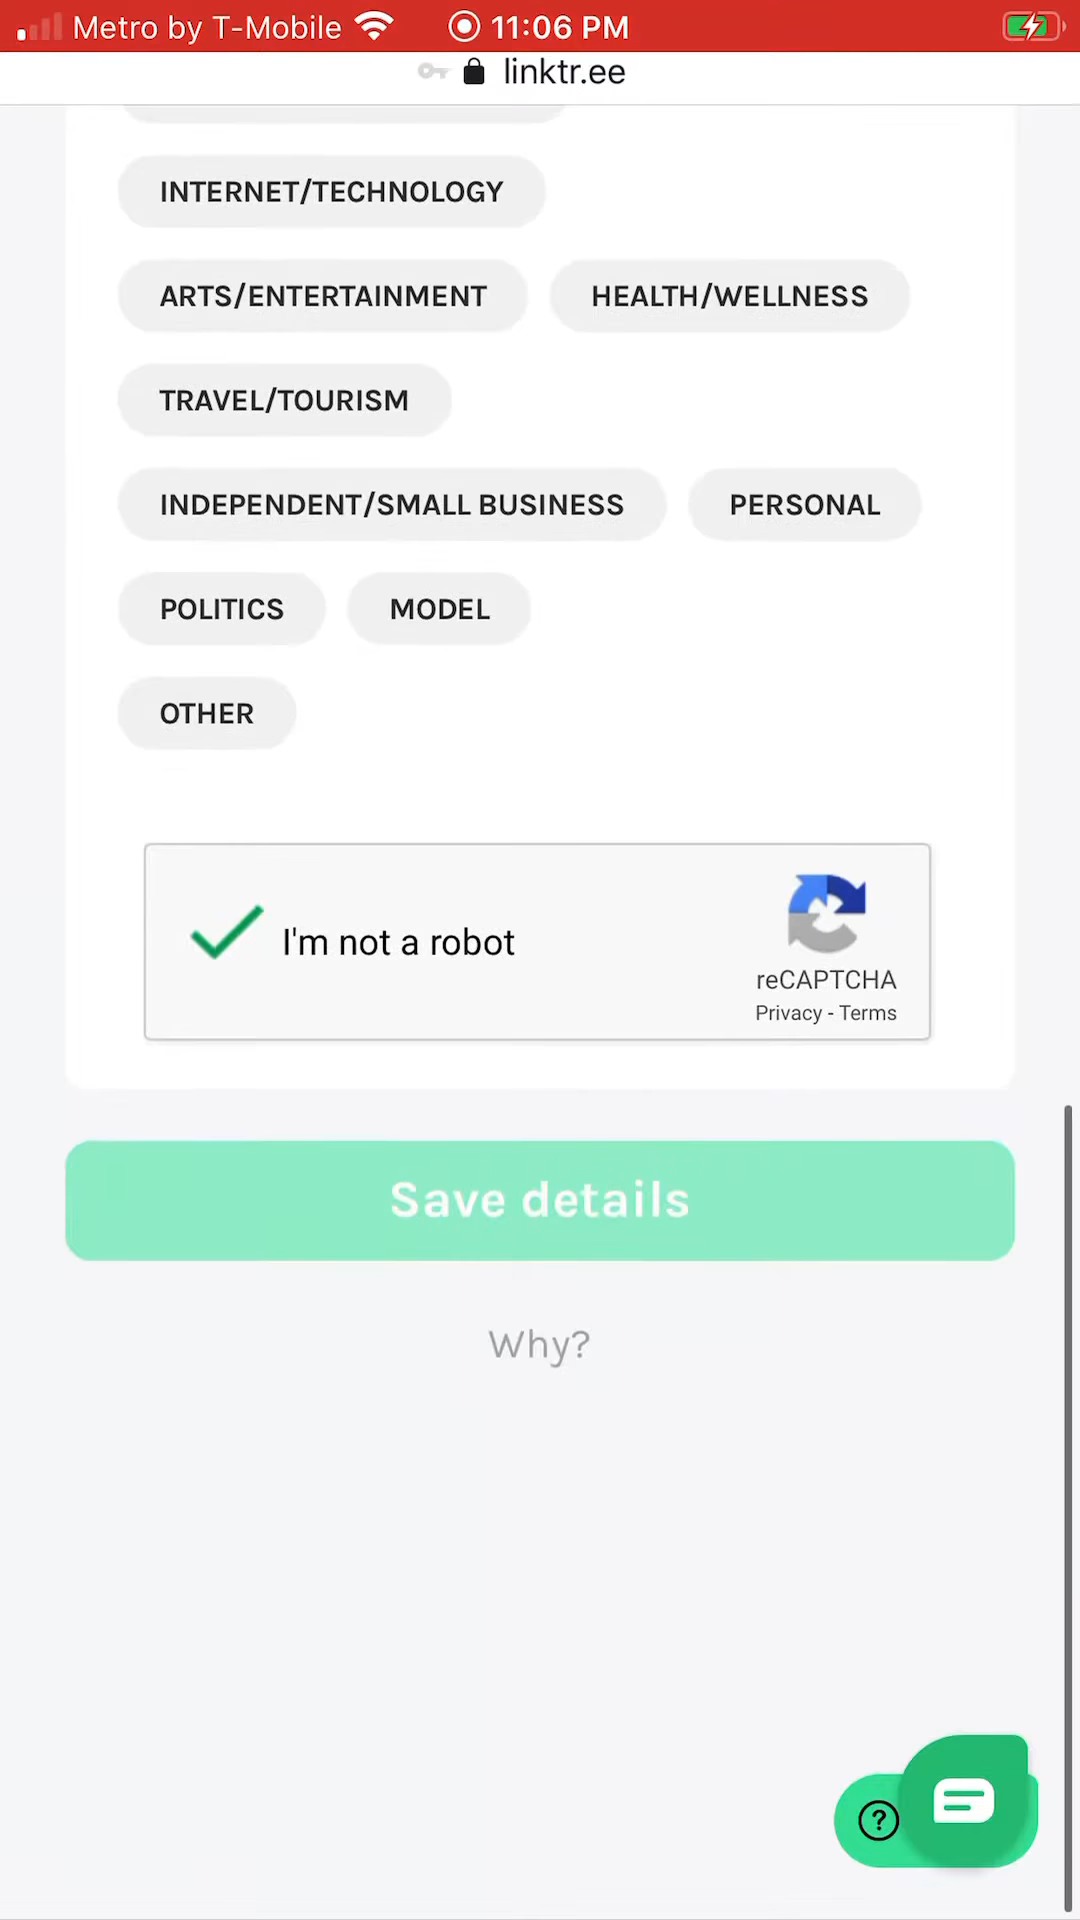 Metro by T-Mobile 11:06 PM
linktr.ee
INTERNET/TECHNOLOGY
ARTS/ENTERTAINMENT HEALTH/WELLNESS
TRAVEL/TOURISM
INDEPENDENT/SMALL BUSINESS PERSONAL
POLITICS MODEL
OTHER
I'm not a robot
reCAPTCHA
Privacy - Terms
Save details
Why?
?